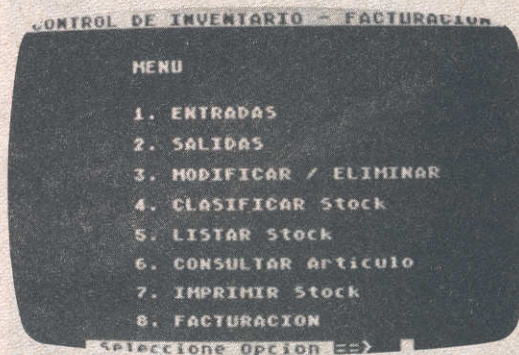 CONTROL DE INVENTARIO - FACTURACION
MENU
1. ENTRADAS
2. SALIDAS
3. MODIFICAR / ELIMINAR
4. CLASIFICAR Stock
5. LISTAR Stock
6. CONSULTAR Articulo
7. IMPRIMIR Stock
8. FACTURACION
Seleccione Opcion ==>